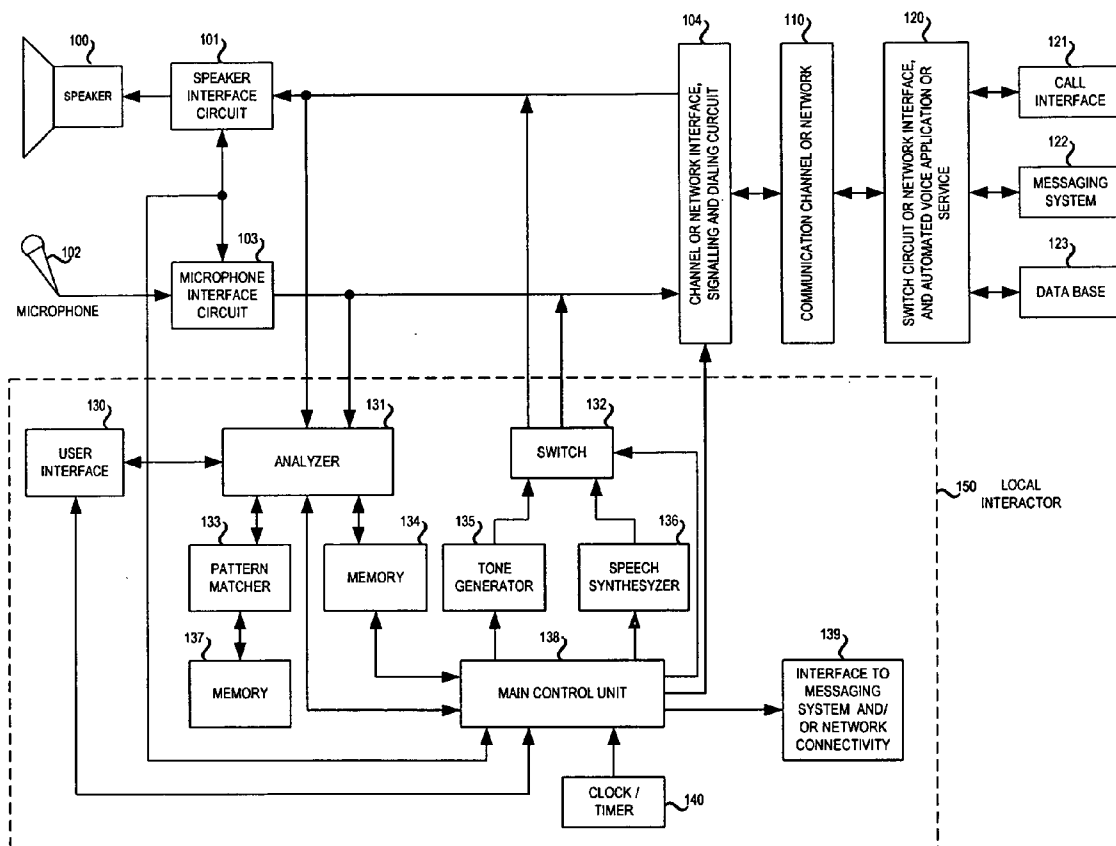 100
SPEAKER
101
SPEAKER
INTERFACE
CIRCUIT
102
MICROPHONE
103
MICROPHONE
INTERFACE
CIRCUIT
104
CHANNEL OR NETWORK INTERFACE,
SIGNALLING AND DIALING CURCUIT
110
COMMUNICATION CHANNEL OR NETWORK
120
SWITCH CIRCUIT OR NETWORK INTERFACE,
AND AUTOMATED VOICE APPLICATION OR
SERVICE
121
CALL
INTERFACE
122
MESSAGING
SYSTEM
123
DATA BASE
130
USER
INTERFACE
131
ANALYZER
132
SWITCH
150
LOCAL
INTERACTOR
133
PATTERN
MATCHER
134
MEMORY
135
TONE
GENERATOR
136
SPEECH
SYNTHESYZER
137
MEMORY
138
MAIN CONTROL UNIT
139
INTERFACE TO
MESSAGING
SYSTEM AND/
OR NETWORK
CONNECTIVITY
CLOCK /
TIMER
140